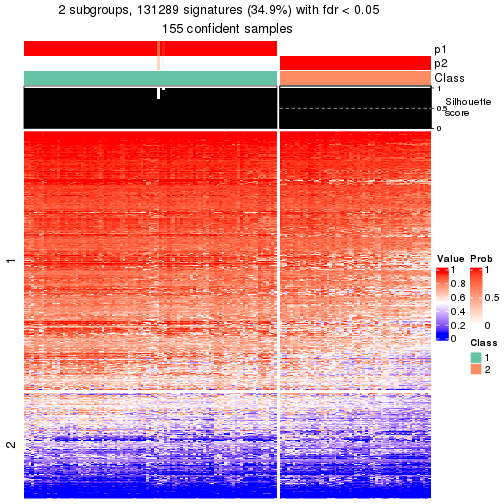 2 subgroups, 131289 signatures (34.9%) with fdr < 0.05
155 confident samples
p1
p2
Class
1
0.5
0
Silhouette
score
1
2
Value
1
0.8
0.6
0.4
0.2
0
Prob
1
0.5
0
Class
1
2